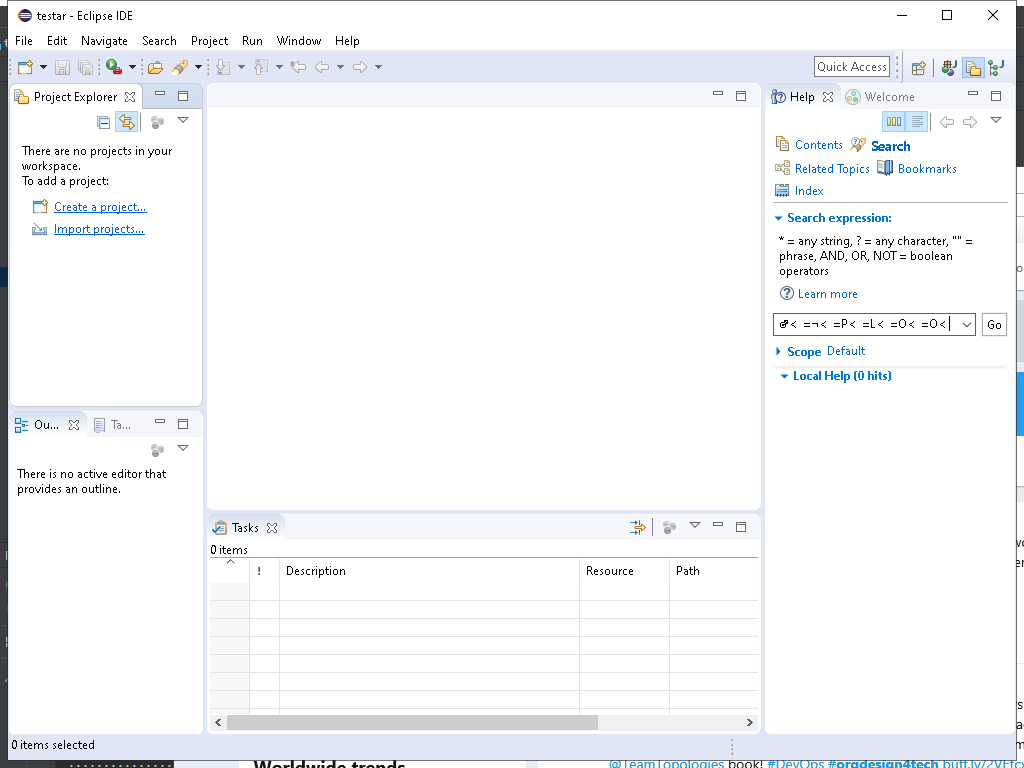 testar - Eclipse IDE
File Edit Navigate Search Project Run Window Help
Quick Access
Project Explorer
There are no projects in your
workspace.
To add a project:
Create a project...
Import projects...
Ou... Ta...
There is no active editor that
provides an outline.
Tasks
0 items
! Description Resource Path
Help Welcome
Contents Search
Related Topics Bookmarks
Index
Search expression:
* = any string, ? = any character, "" =
phrase, AND, OR, NOT = boolean
operators
Learn more
< =¬< =P< =L< =O< =O< Go
Scope Default
Local Help (0 hits)
0 items selected
Worldwide trends
@TeamTopologies book! #DevOps #orgdesign4tech